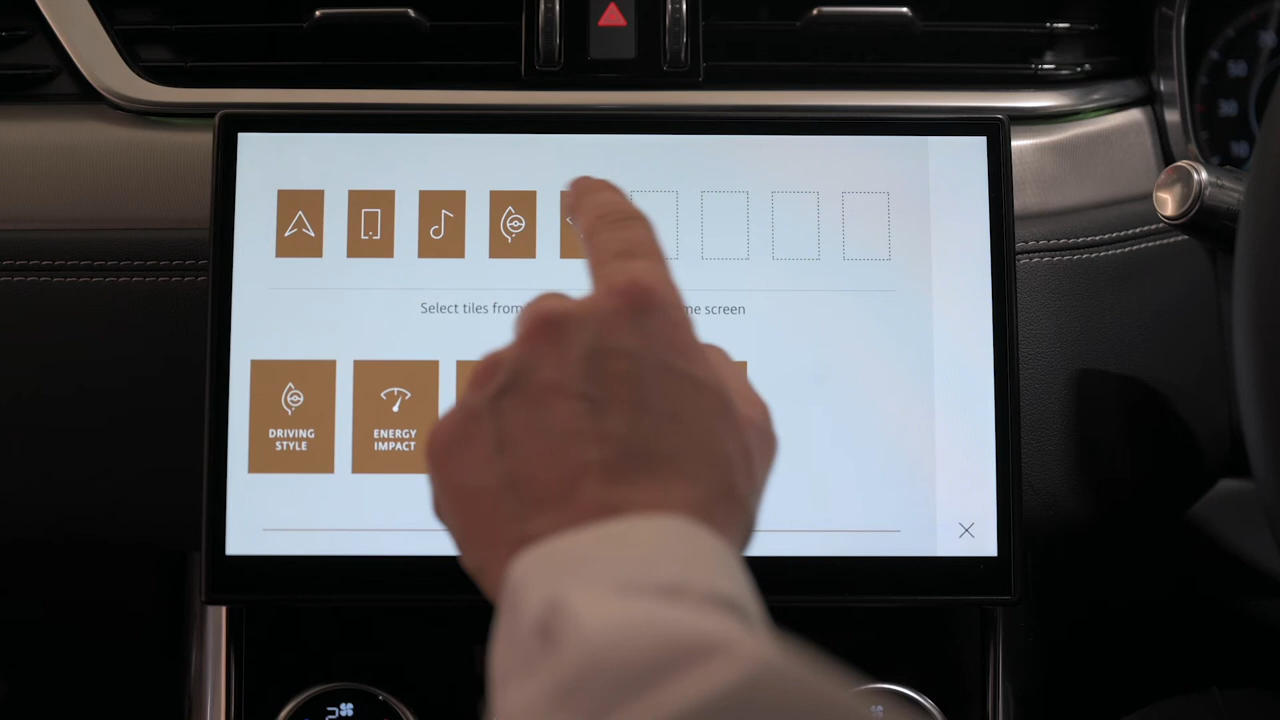 Select tiles from
me screen
DRIVING
STYLE
ENERGY
IMPACT